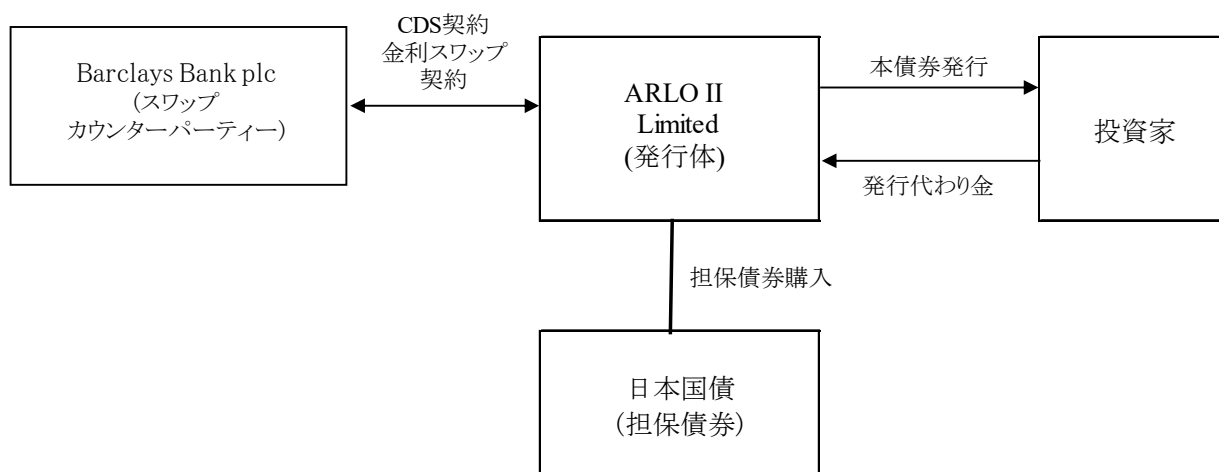 CDS契約
金利スワップ
契約
Barclays Bank plc
(スワップ
カウンターパーティー)
ARLO II
Limited
(発行体)
本債券発行
発行代わり金
投資家
担保債券購入
日本国債
(担保債券)